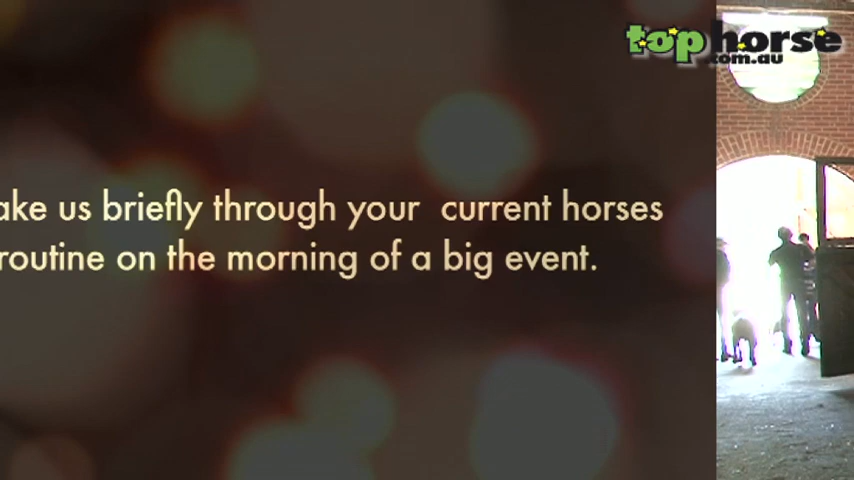 tophorse
.com.au
ake us briefly through your  current horses
routine on the morning of a big event.